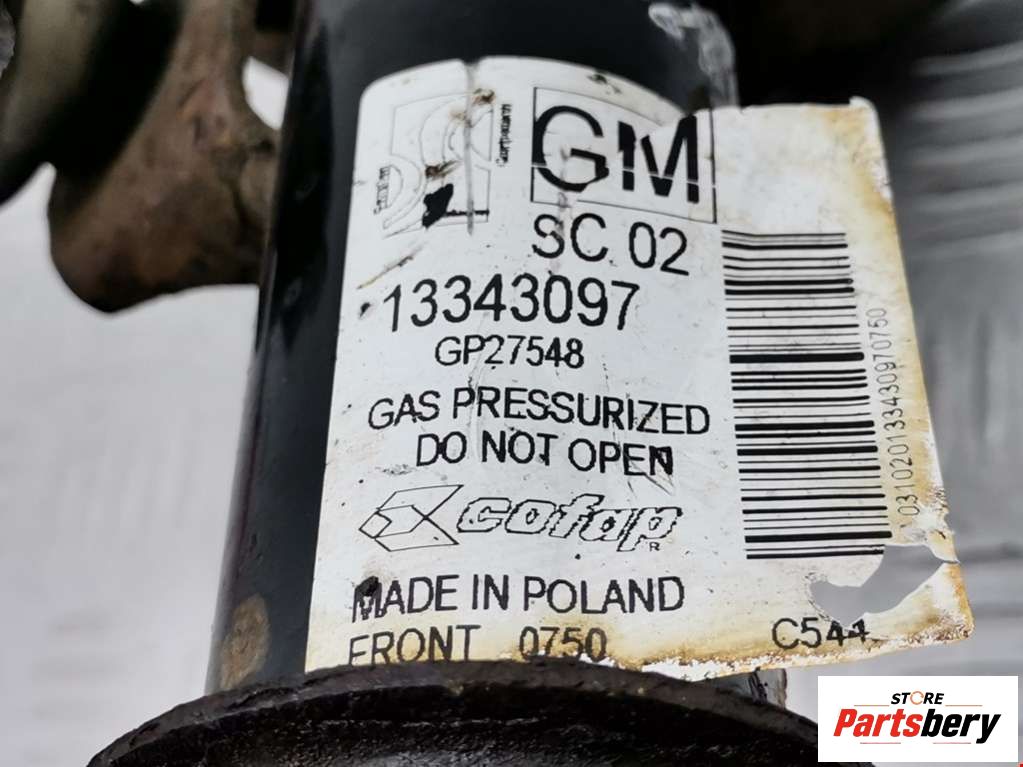 GM
SC 02
13343097
GP27548
GAS PRESSURIZED
DO NOT OPEN
cofap
R
MADE IN POLAND
FRONT 0750
C544
0310201334309707​50
STORE
Partsbery